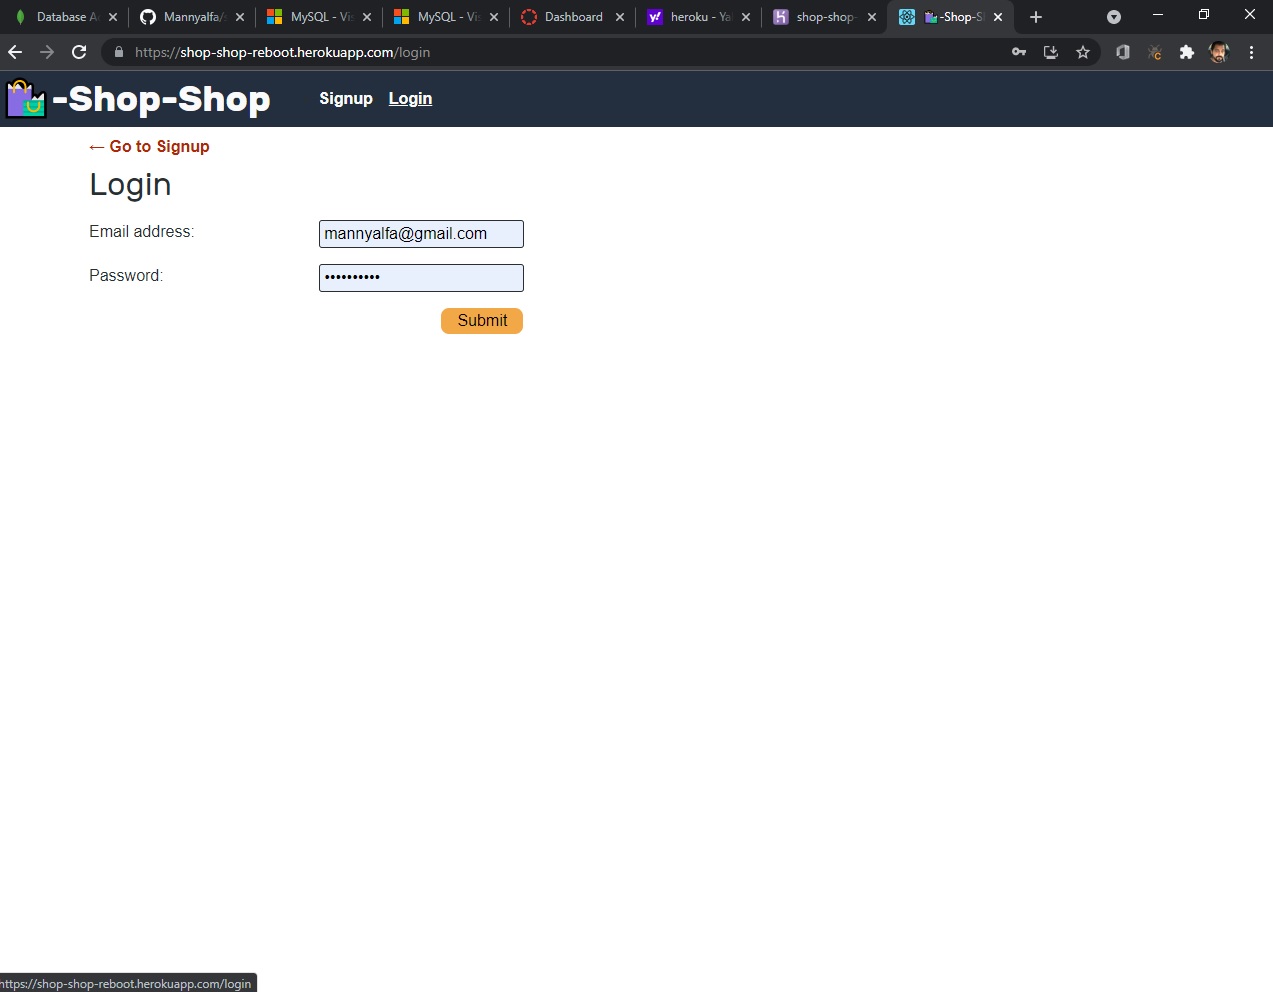 Database A
Mannyalfa/
MySQL - Vi
MySQL - Vi
Dashboard
heroku - Ya
shop-shop-
-Shop-S
https://shop-shop-reboot.herokuapp.com/login
-Shop-Shop
Signup
Login
← Go to Signup
Login
Email address:
mannyalfa@gmail.com
Password:
••••••••••
Submit
https://shop-shop-reboot.herokuapp.com/login